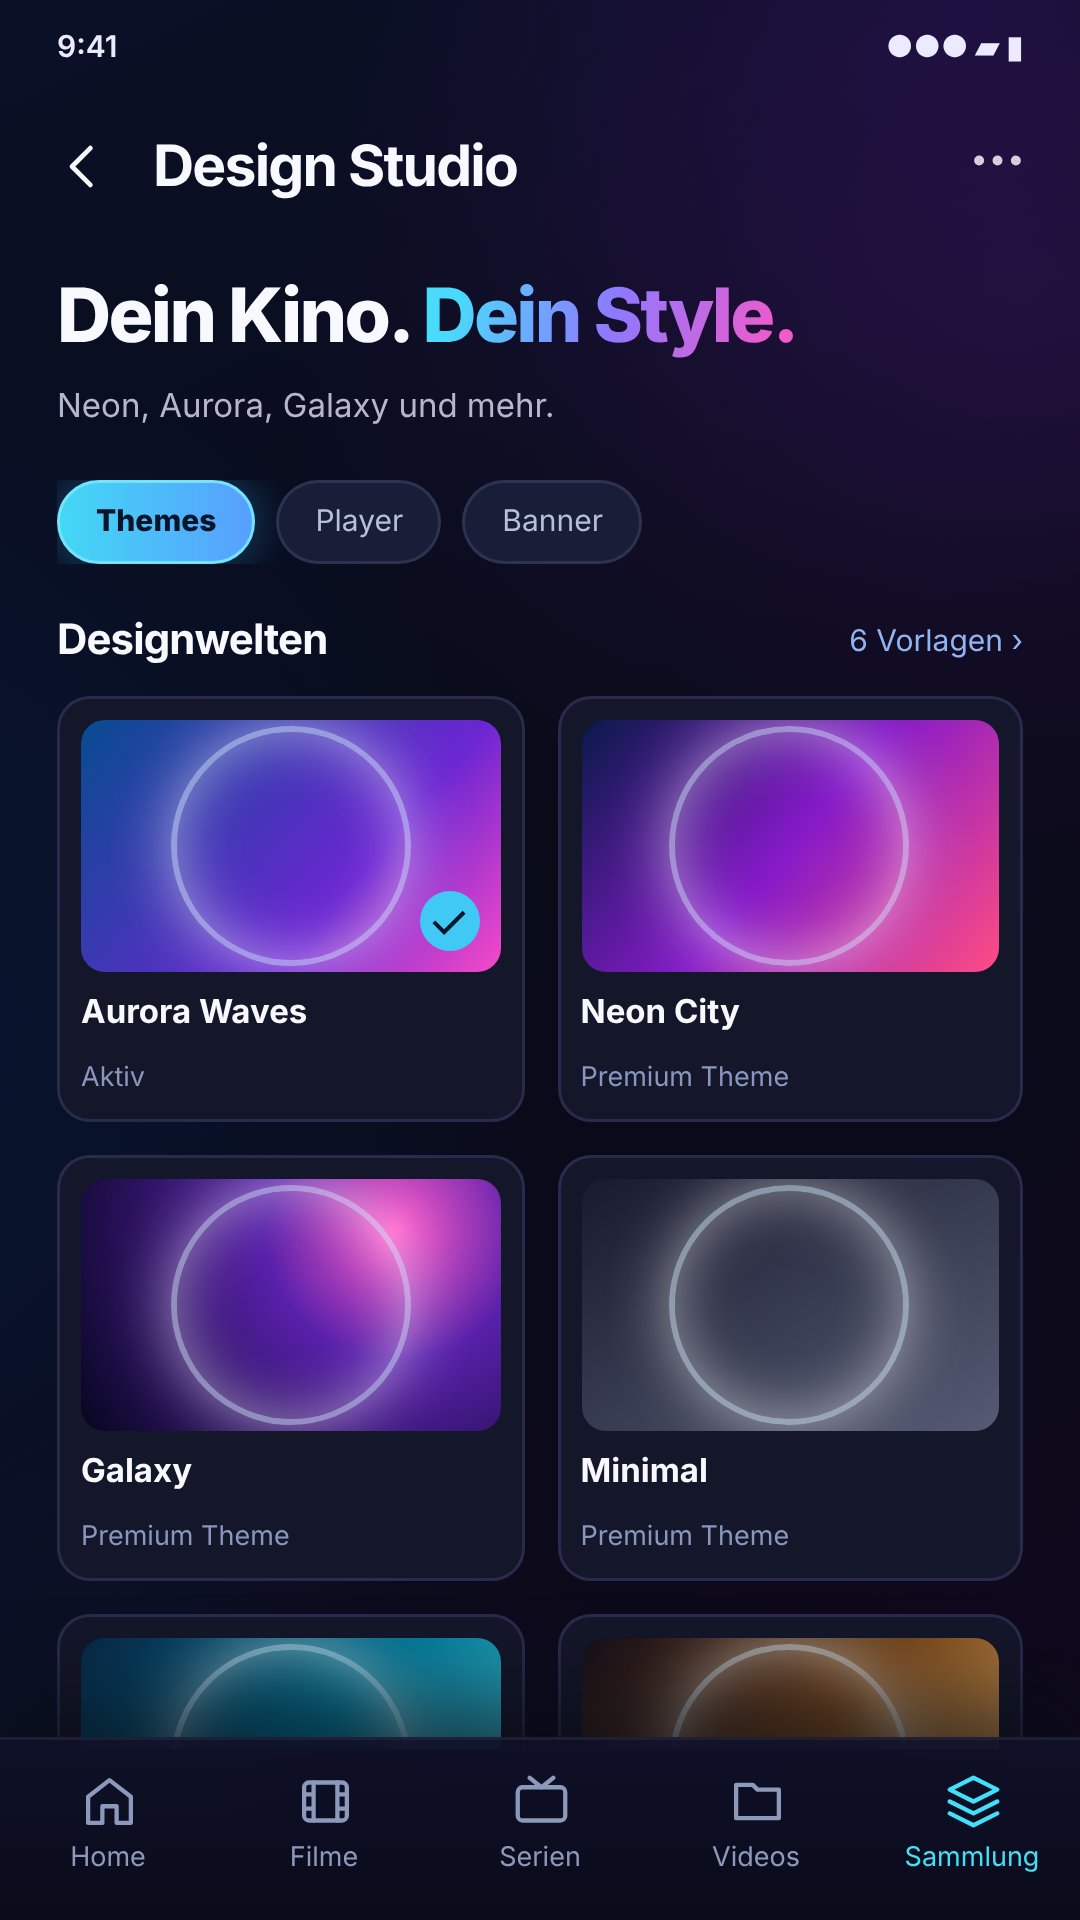 9:41
Design Studio
Dein Kino. Dein Style.
Neon, Aurora, Galaxy und mehr.
Themes
Player
Banner
Designwelten
6 Vorlagen ›
Aurora Waves
Aktiv
Neon City
Premium Theme
Galaxy
Premium Theme
Minimal
Premium Theme
Home
Filme
Serien
Videos
Sammlung